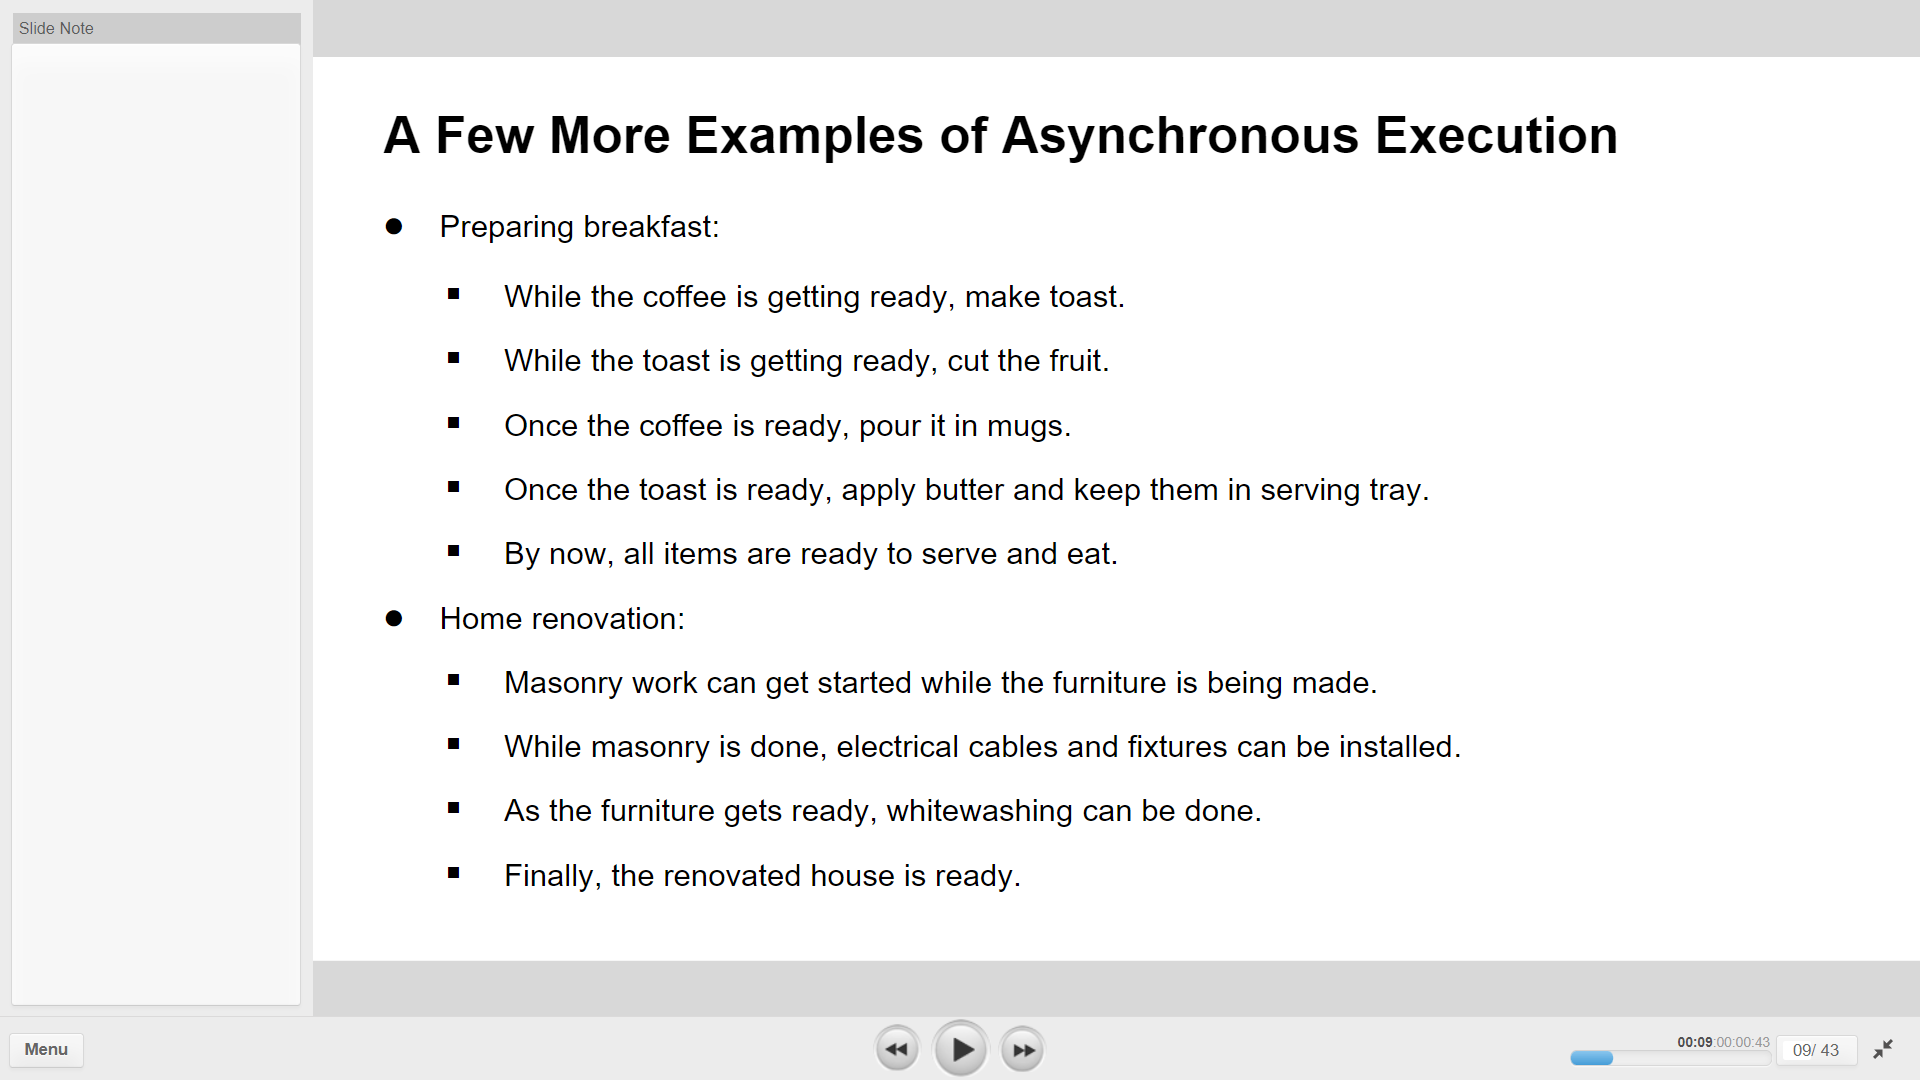 Slide Note
A Few More Examples of Asynchronous Execution
● Preparing breakfast:
▪ While the coffee is getting ready, make toast.
▪ While the toast is getting ready, cut the fruit.
▪ Once the coffee is ready, pour it in mugs.
▪ Once the toast is ready, apply butter and keep them in serving tray.
▪ By now, all items are ready to serve and eat.
● Home renovation:
▪ Masonry work can get started while the furniture is being made.
▪ While masonry is done, electrical cables and fixtures can be installed.
▪ As the furniture gets ready, whitewashing can be done.
▪ Finally, the renovated house is ready.
Menu
00:09:00:00:43
09/ 43